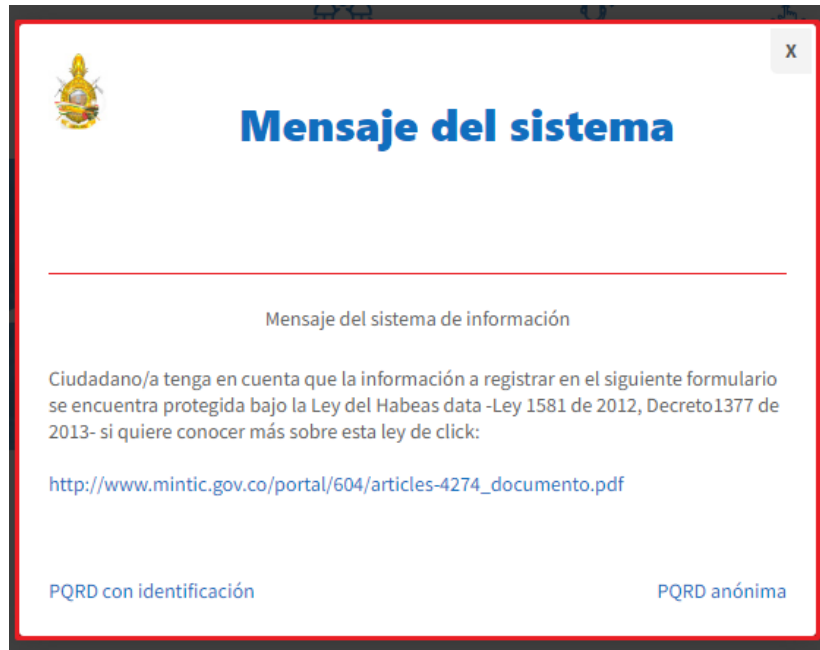 X
Mensaje del sistema
Mensaje del sistema de información
Ciudadano/a tenga en cuenta que la información a registrar en el siguiente formulario
se encuentra protegida bajo la Ley del Habeas data -Ley 1581 de 2012, Decreto1377 de
2013- si quiere conocer más sobre esta ley de click:
http://www.mintic.gov.co/portal/604/articles-4274_documento.pdf
PQRD con identificación
PQRD anónima